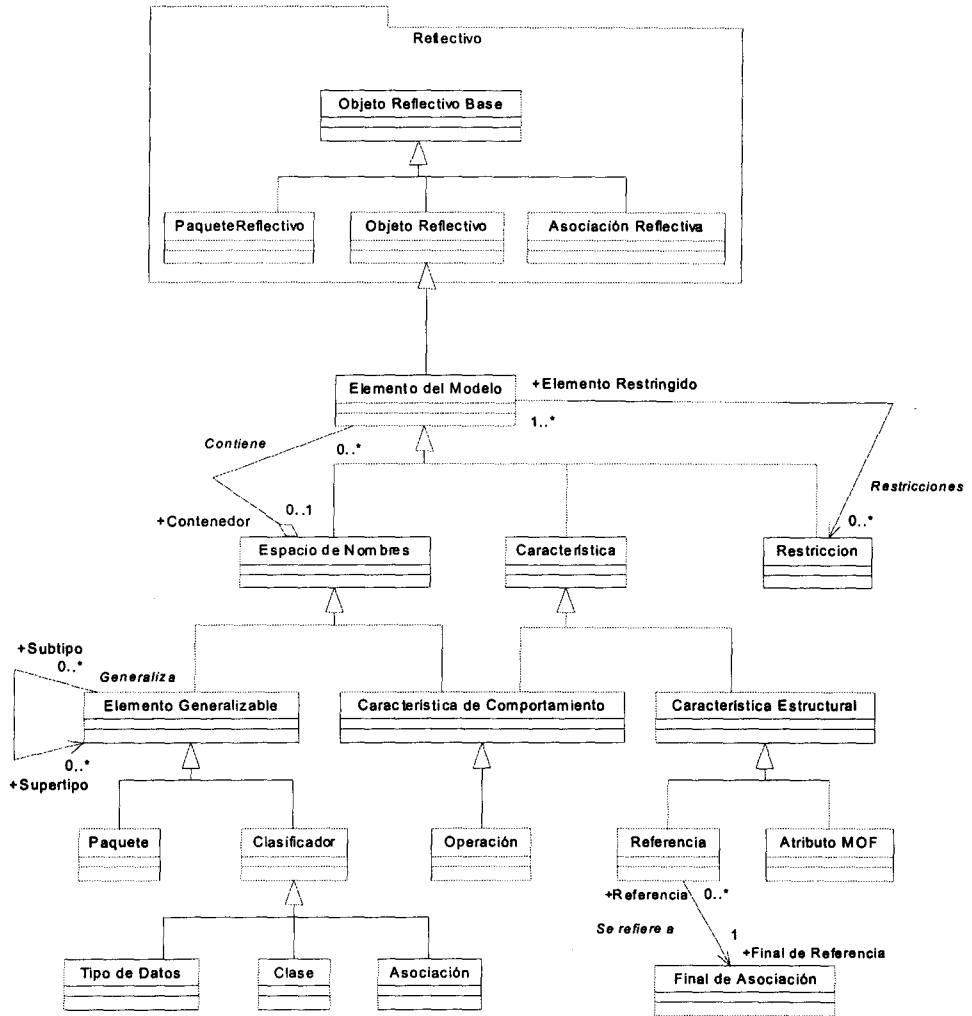 Reflectivo
Objeto Reflectivo Base
PaqueteReflectivo
Objeto Reflectivo
Asociación Reflectiva
Elemento del Modelo
+Elemento Restringido
1..*
Contiene
0..*
Restricciones
0..1
+Contenedor
0..*
Espacio de Nombres
Característica
Restriccion
+Subtipo
0..*
Generaliza
Elemento Generalizable
Característica de Comportamiento
Característica Estructural
0..*
+Supertipo
Paquete
Clasificador
Operación
Referencia
Atributo MOF
+Referencia
0..*
Se refiere a
1
+Final de Referencia
Tipo de Datos
Clase
Asociación
Final de Asociación